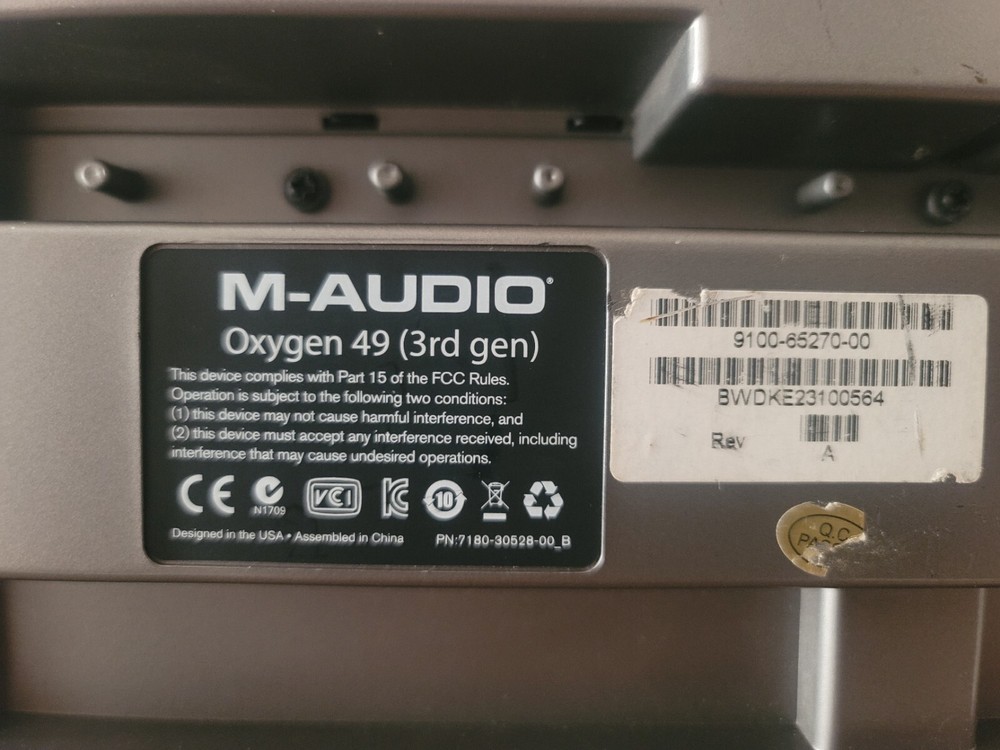 M-AUDIO®
Oxygen 49 (3rd gen)
This device complies with Part 15 of the FCC Rules.
Operation is subject to the following two conditions:
(1) this device may not cause harmful interference, and
(2) this device must accept any interference received, including
interference that may cause undesired operations.
CE
N1709
VCI
10
Designed in the USA • Assembled in China
PN:7180-30528-00_B
9100-65270-00
BWDKE23100564
Rev
A
Q.C